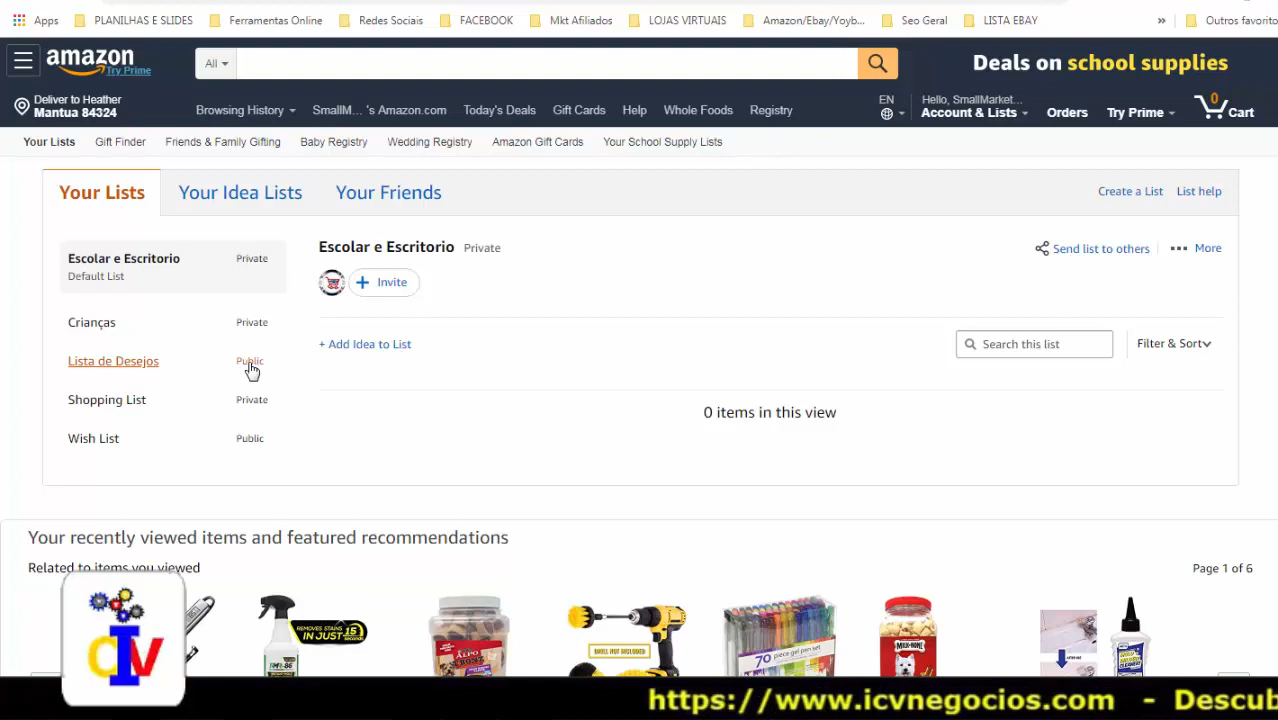 Apps PLANILHAS E SLIDES Ferramentas Online Redes Sociais FACEBOOK Mkt Afiliados LOJAS VIRTUAIS Amazon/Ebay/Yoyb... Seo Geral LISTA EBAY » Outros favorito
amazon Try Prime All Deals on school supplies
Deliver to Heather
Mantua 84324
Browsing History SmallM... 's Amazon.com Today's Deals Gift Cards Help Whole Foods Registry
EN
Hello, SmallMarket...
Account & Lists
Orders Try Prime 0 Cart
Your Lists Gift Finder Friends & Family Gifting Baby Registry Wedding Registry Amazon Gift Cards Your School Supply Lists
Your Lists Your Idea Lists Your Friends Create a List List help
Escolar e Escritorio Private
Default List
Crianças Private
Lista de Desejos Public
Shopping List Private
Wish List Public
Escolar e Escritorio Private Send list to others More
+ Invite
+ Add Idea to List Search this list Filter & Sort
0 items in this view
Your recently viewed items and featured recommendations
Related to items you viewed Page 1 of 6
REMOVES STAINS
IN JUST 15
SECONDS
RMR-86
ALPO
DRILL NOT INCLUDED
70 piece gel pen set
MILK-BONE
CIV
https://www.icvnegocios.com - Descub